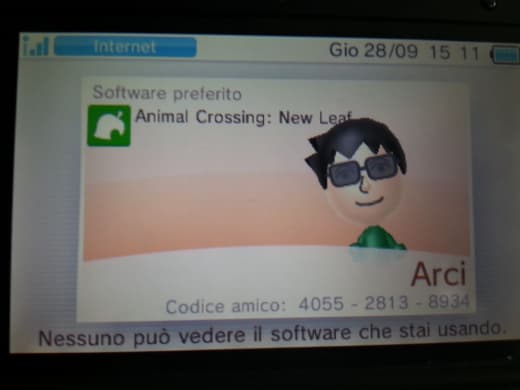 Internet
Gio 28/09 15 11
Software preferito
Animal Crossing: New Leaf
Arci
Codice amico: 4055 - 2813 - 8934
Nessuno può vedere il software che stai usando.